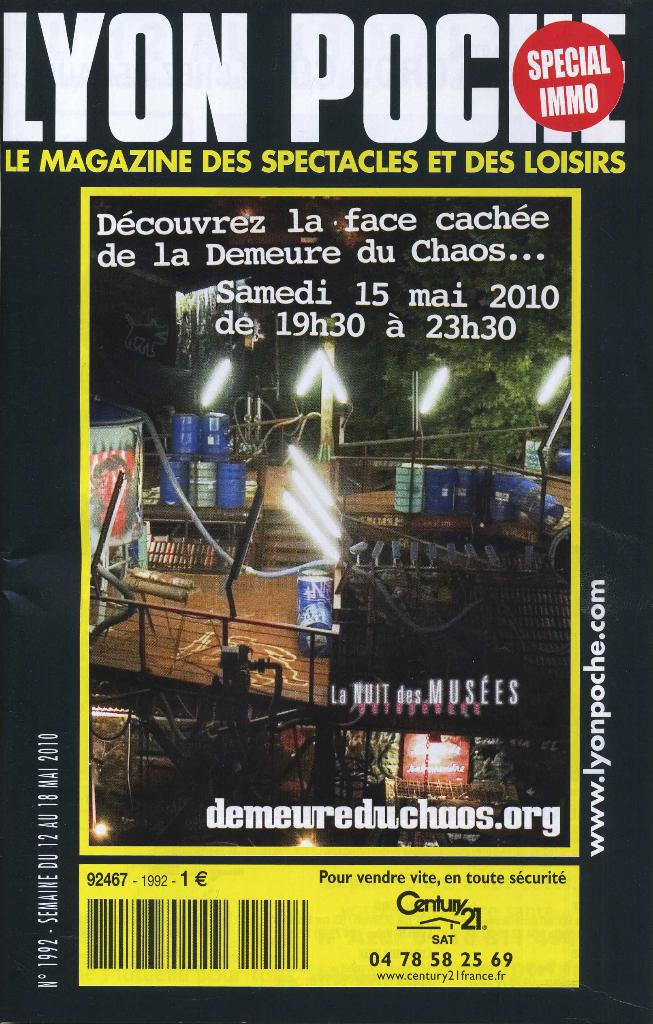 LYON POCHE
SPECIAL
IMMO
LE MAGAZINE DES SPECTACLES ET DES LOISIRS
Découvrez la face cachée
de la Demeure du Chaos...
Samedi 15 mai 2010
de 19h30 à 23h30
La NUIT des MUSÉES
européennes
demeureduchaos.org
www.lyonpoche.com
N° 1992 - SEMAINE DU 12 AU 18 MAI 2010
92467 - 1992 - 1 €
Pour vendre vite, en toute sécurité
Century 21
SAT
04 78 58 25 69
www.century21france.fr